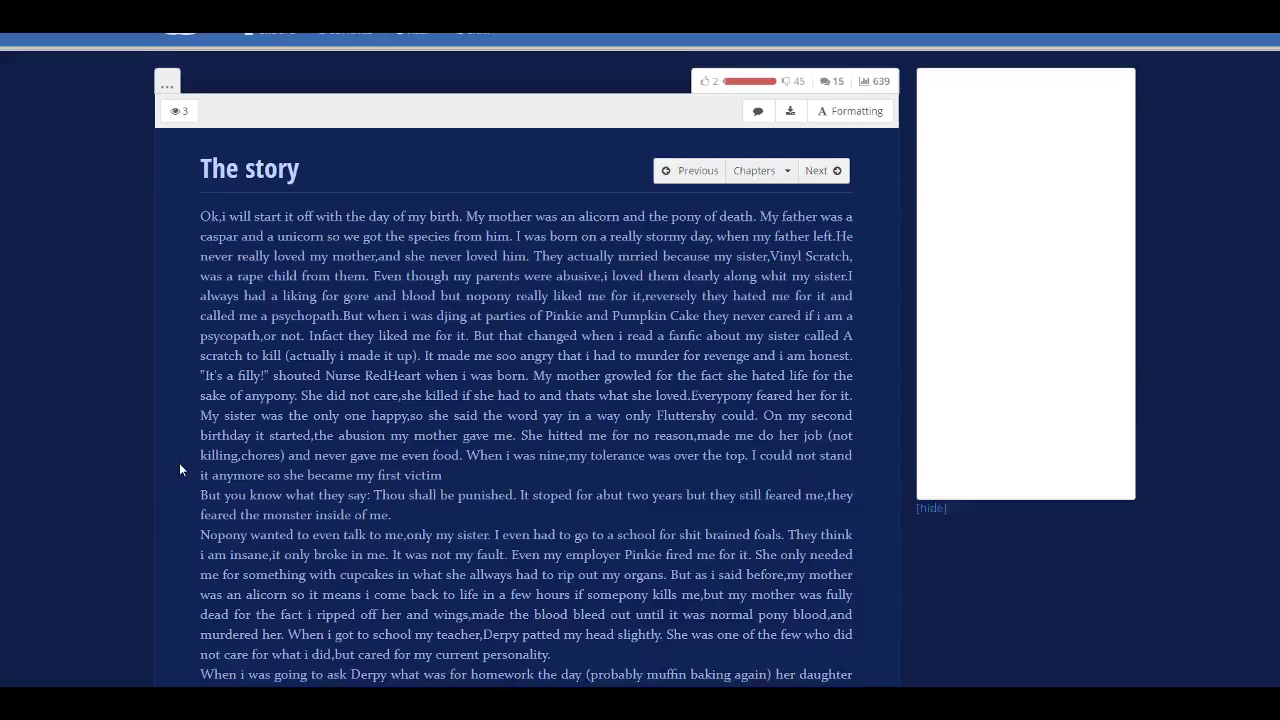 ...
2 45 15 639
3 Formatting
The story
Previous Chapters Next
Ok,i will start it off with the day of my birth. My mother was an alicorn and the pony of death. My father was a
caspar and a unicorn so we got the species from him. I was born on a really stormy day, when my father left.He
never really loved my mother,and she never loved him. They actually mrried because my sister,Vinyl Scratch,
was a rape child from them. Even though my parents were abusive,i loved them dearly along whit my sister.I
always had a liking for gore and blood but nopony really liked me for it,reversely they hated me for it and
called me a psychopath.But when i was djing at parties of Pinkie and Pumpkin Cake they never cared if i am a
psycopath,or not. Infact they liked me for it. But that changed when i read a fanfic about my sister called A
scratch to kill (actually i made it up). It made me soo angry that i had to murder for revenge and i am honest.
"It's a filly!" shouted Nurse RedHeart when i was born. My mother growled for the fact she hated life for the
sake of anypony. She did not care,she killed if she had to and thats what she loved.Everypony feared her for it.
My sister was the only one happy,so she said the word yay in a way only Fluttershy could. On my second
birthday it started,the abusion my mother gave me. She hitted me for no reason,made me do her job (not
killing,chores) and never gave me even food. When i was nine,my tolerance was over the top. I could not stand
it anymore so she became my first victim
But you know what they say: Thou shall be punished. It stoped for abut two years but they still feared me,they
feared the monster inside of me.
Nopony wanted to even talk to me,only my sister. I even had to go to a school for shit brained foals. They think
i am insane,it only broke in me. It was not my fault. Even my employer Pinkie fired me for it. She only needed
me for something with cupcakes in what she allways had to rip out my organs. But as i said before,my mother
was an alicorn so it means i come back to life in a few hours if somepony kills me,but my mother was fully
dead for the fact i ripped off her and wings,made the blood bleed out until it was normal pony blood,and
murdered her. When i got to school my teacher,Derpy patted my head slightly. She was one of the few who did
not care for what i did,but cared for my current personality.
When i was going to ask Derpy what was for homework the day (probably muffin baking again) her daughter
[hide]